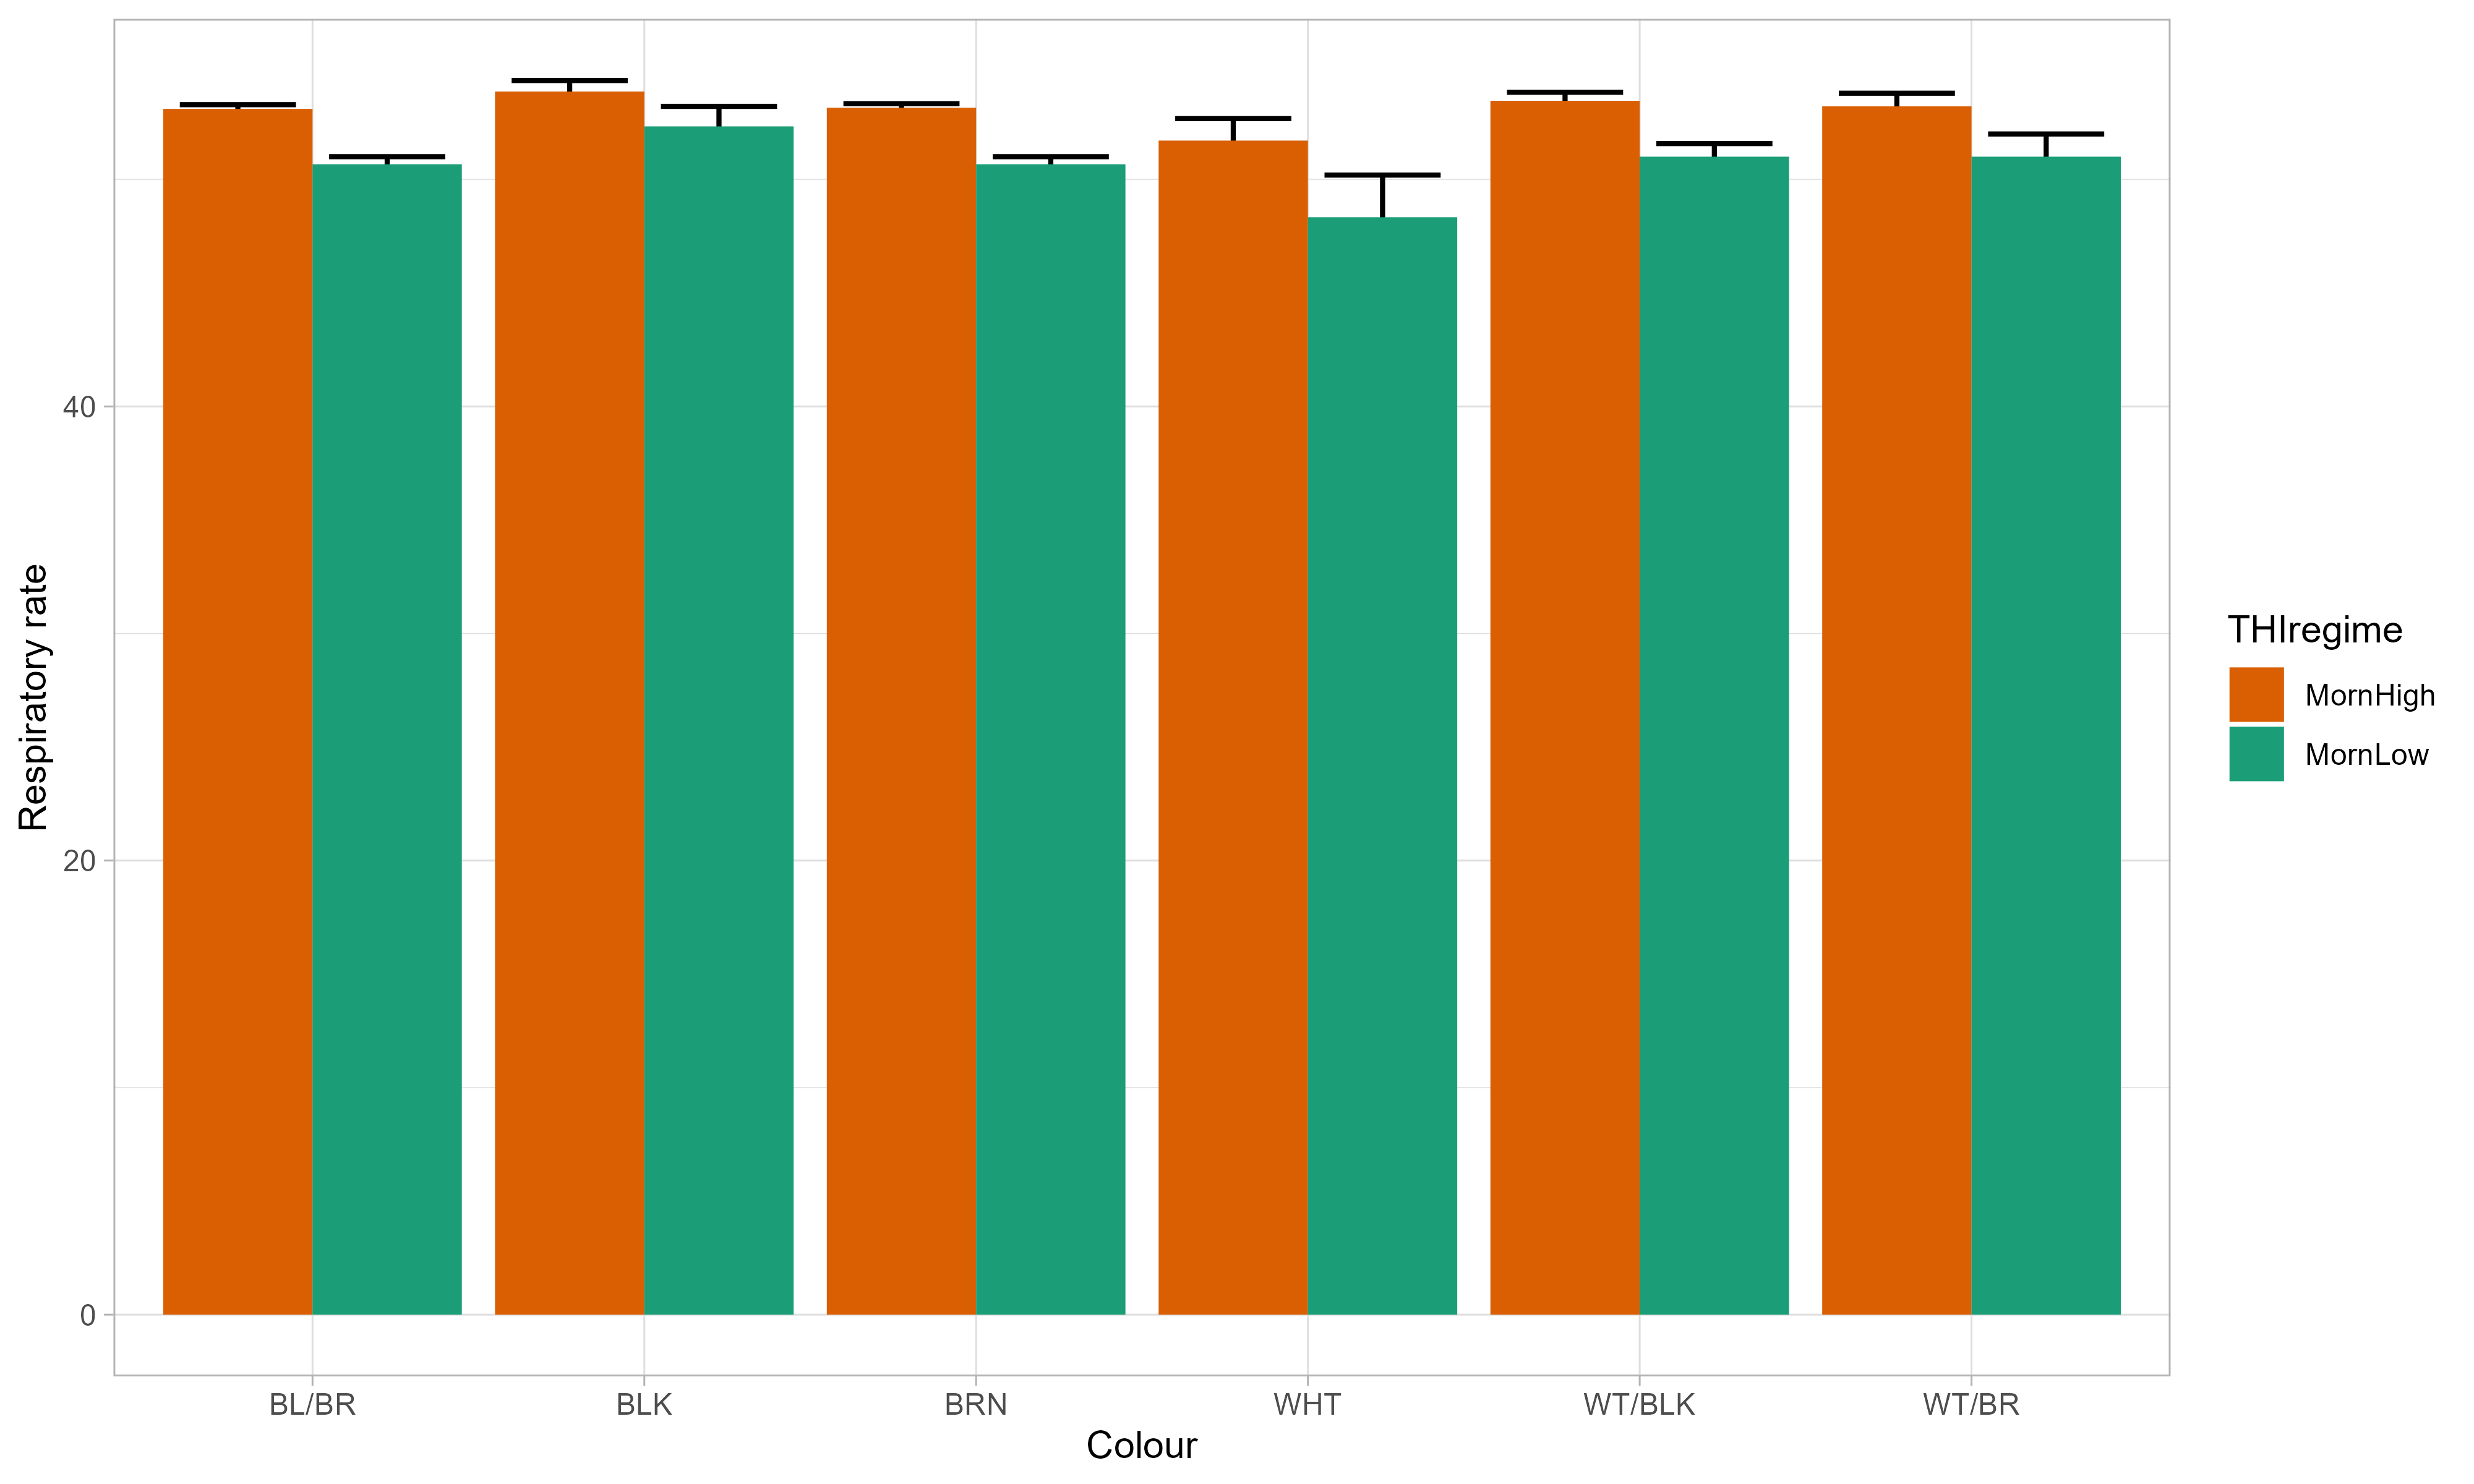 Respiratory rate
40
20
0
BL/BR
BLK
BRN
WHT
WT/BLK
WT/BR
Colour
THIregime
MornHigh
MornLow